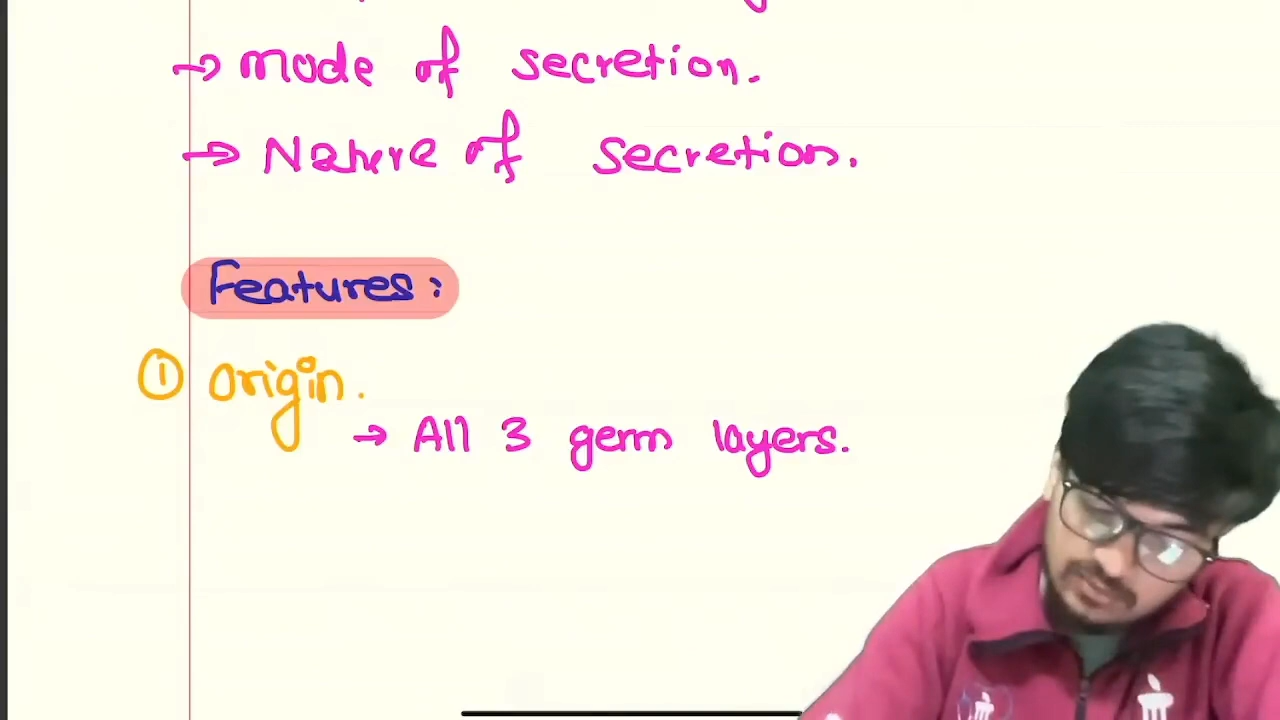 → Mode of secretion.
→ Nature of secretion.
Features:
① Origin.
→ All 3 germ layers.